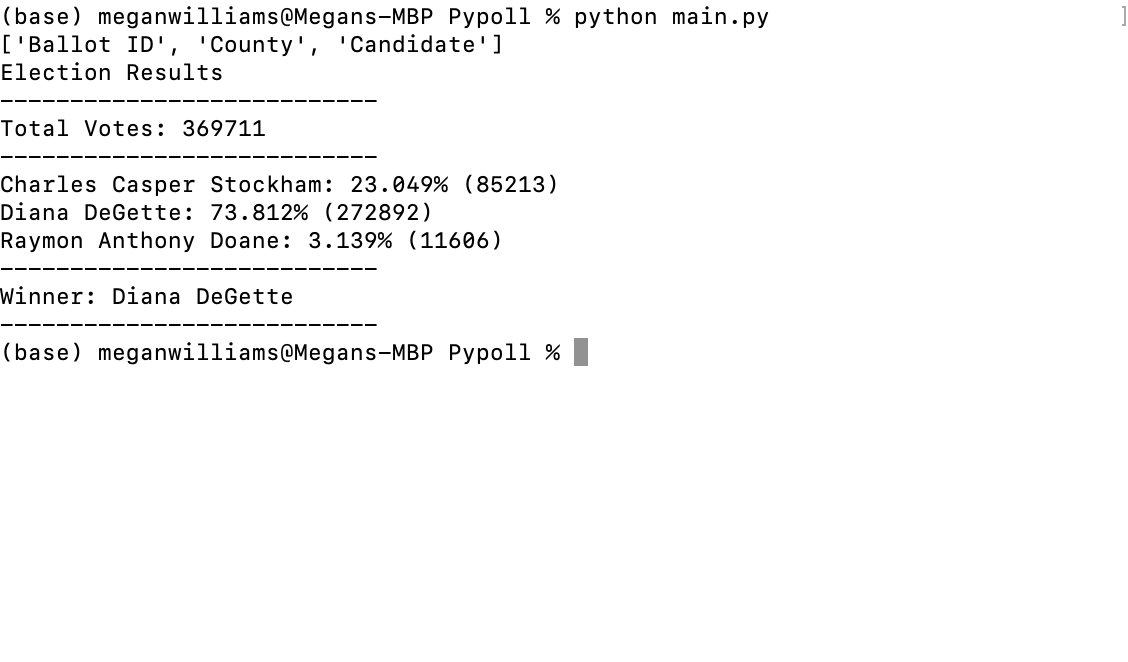 (base) meganwilliams@Megans-MBP Pypoll % python main.py ]
['Ballot ID', 'County', 'Candidate']
Election Results
---------------------------
Total Votes: 369711
---------------------------
Charles Casper Stockham: 23.049% (85213)
Diana DeGette: 73.812% (272892)
Raymon Anthony Doane: 3.139% (11606)
---------------------------
Winner: Diana DeGette
---------------------------
(base) meganwilliams@Megans-MBP Pypoll %